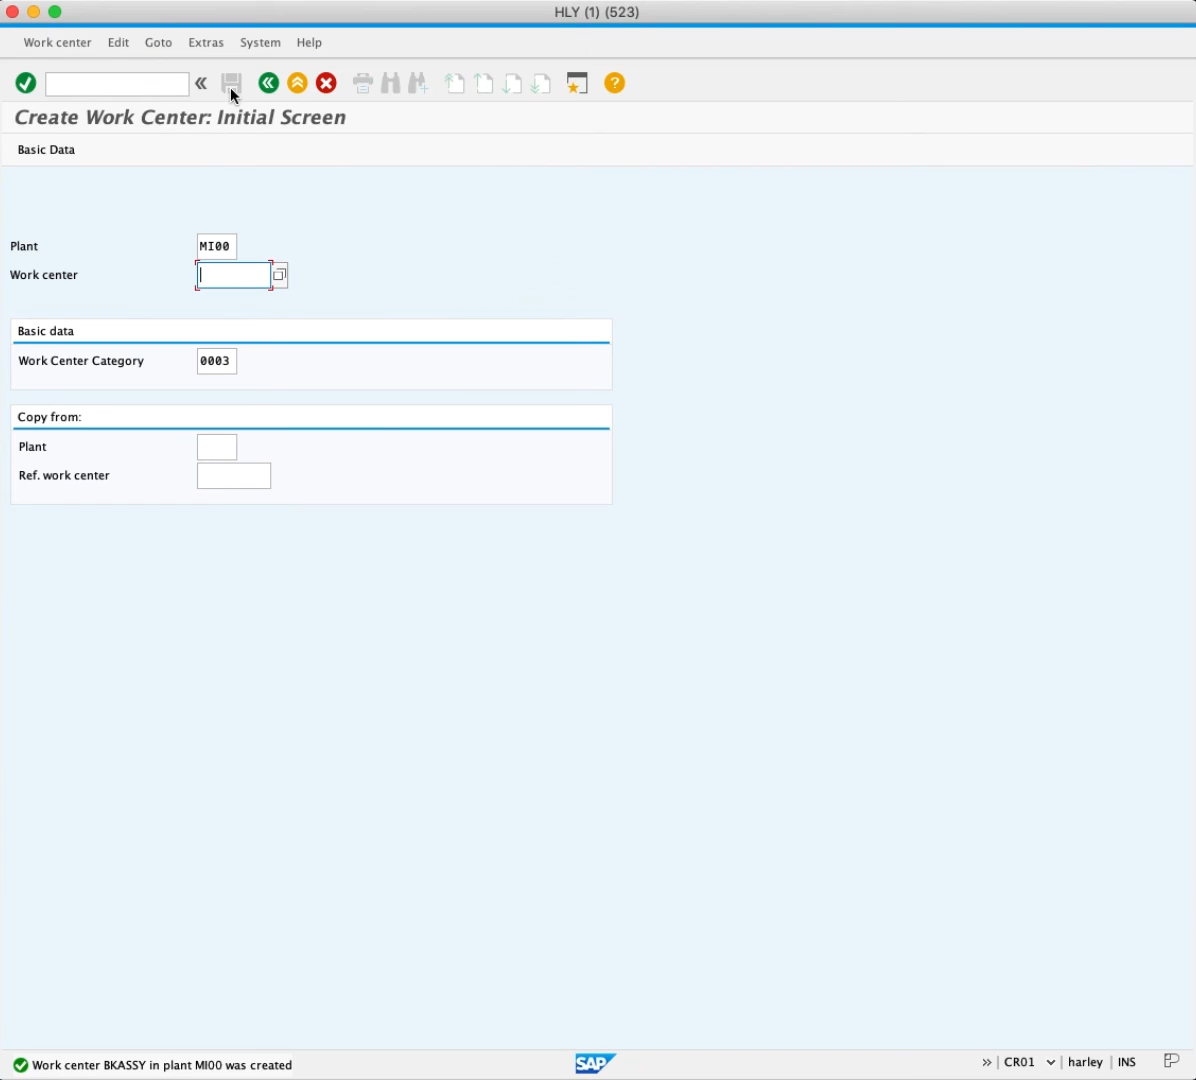 HLY (1) (523)
Work center Edit Goto Extras System Help
Create Work Center: Initial Screen
Basic Data
Plant MI00
Work center
Basic data
Work Center Category 0003
Copy from:
Plant
Ref. work center
Work center BKASSY in plant MI00 was created SAP CR01 harley INS